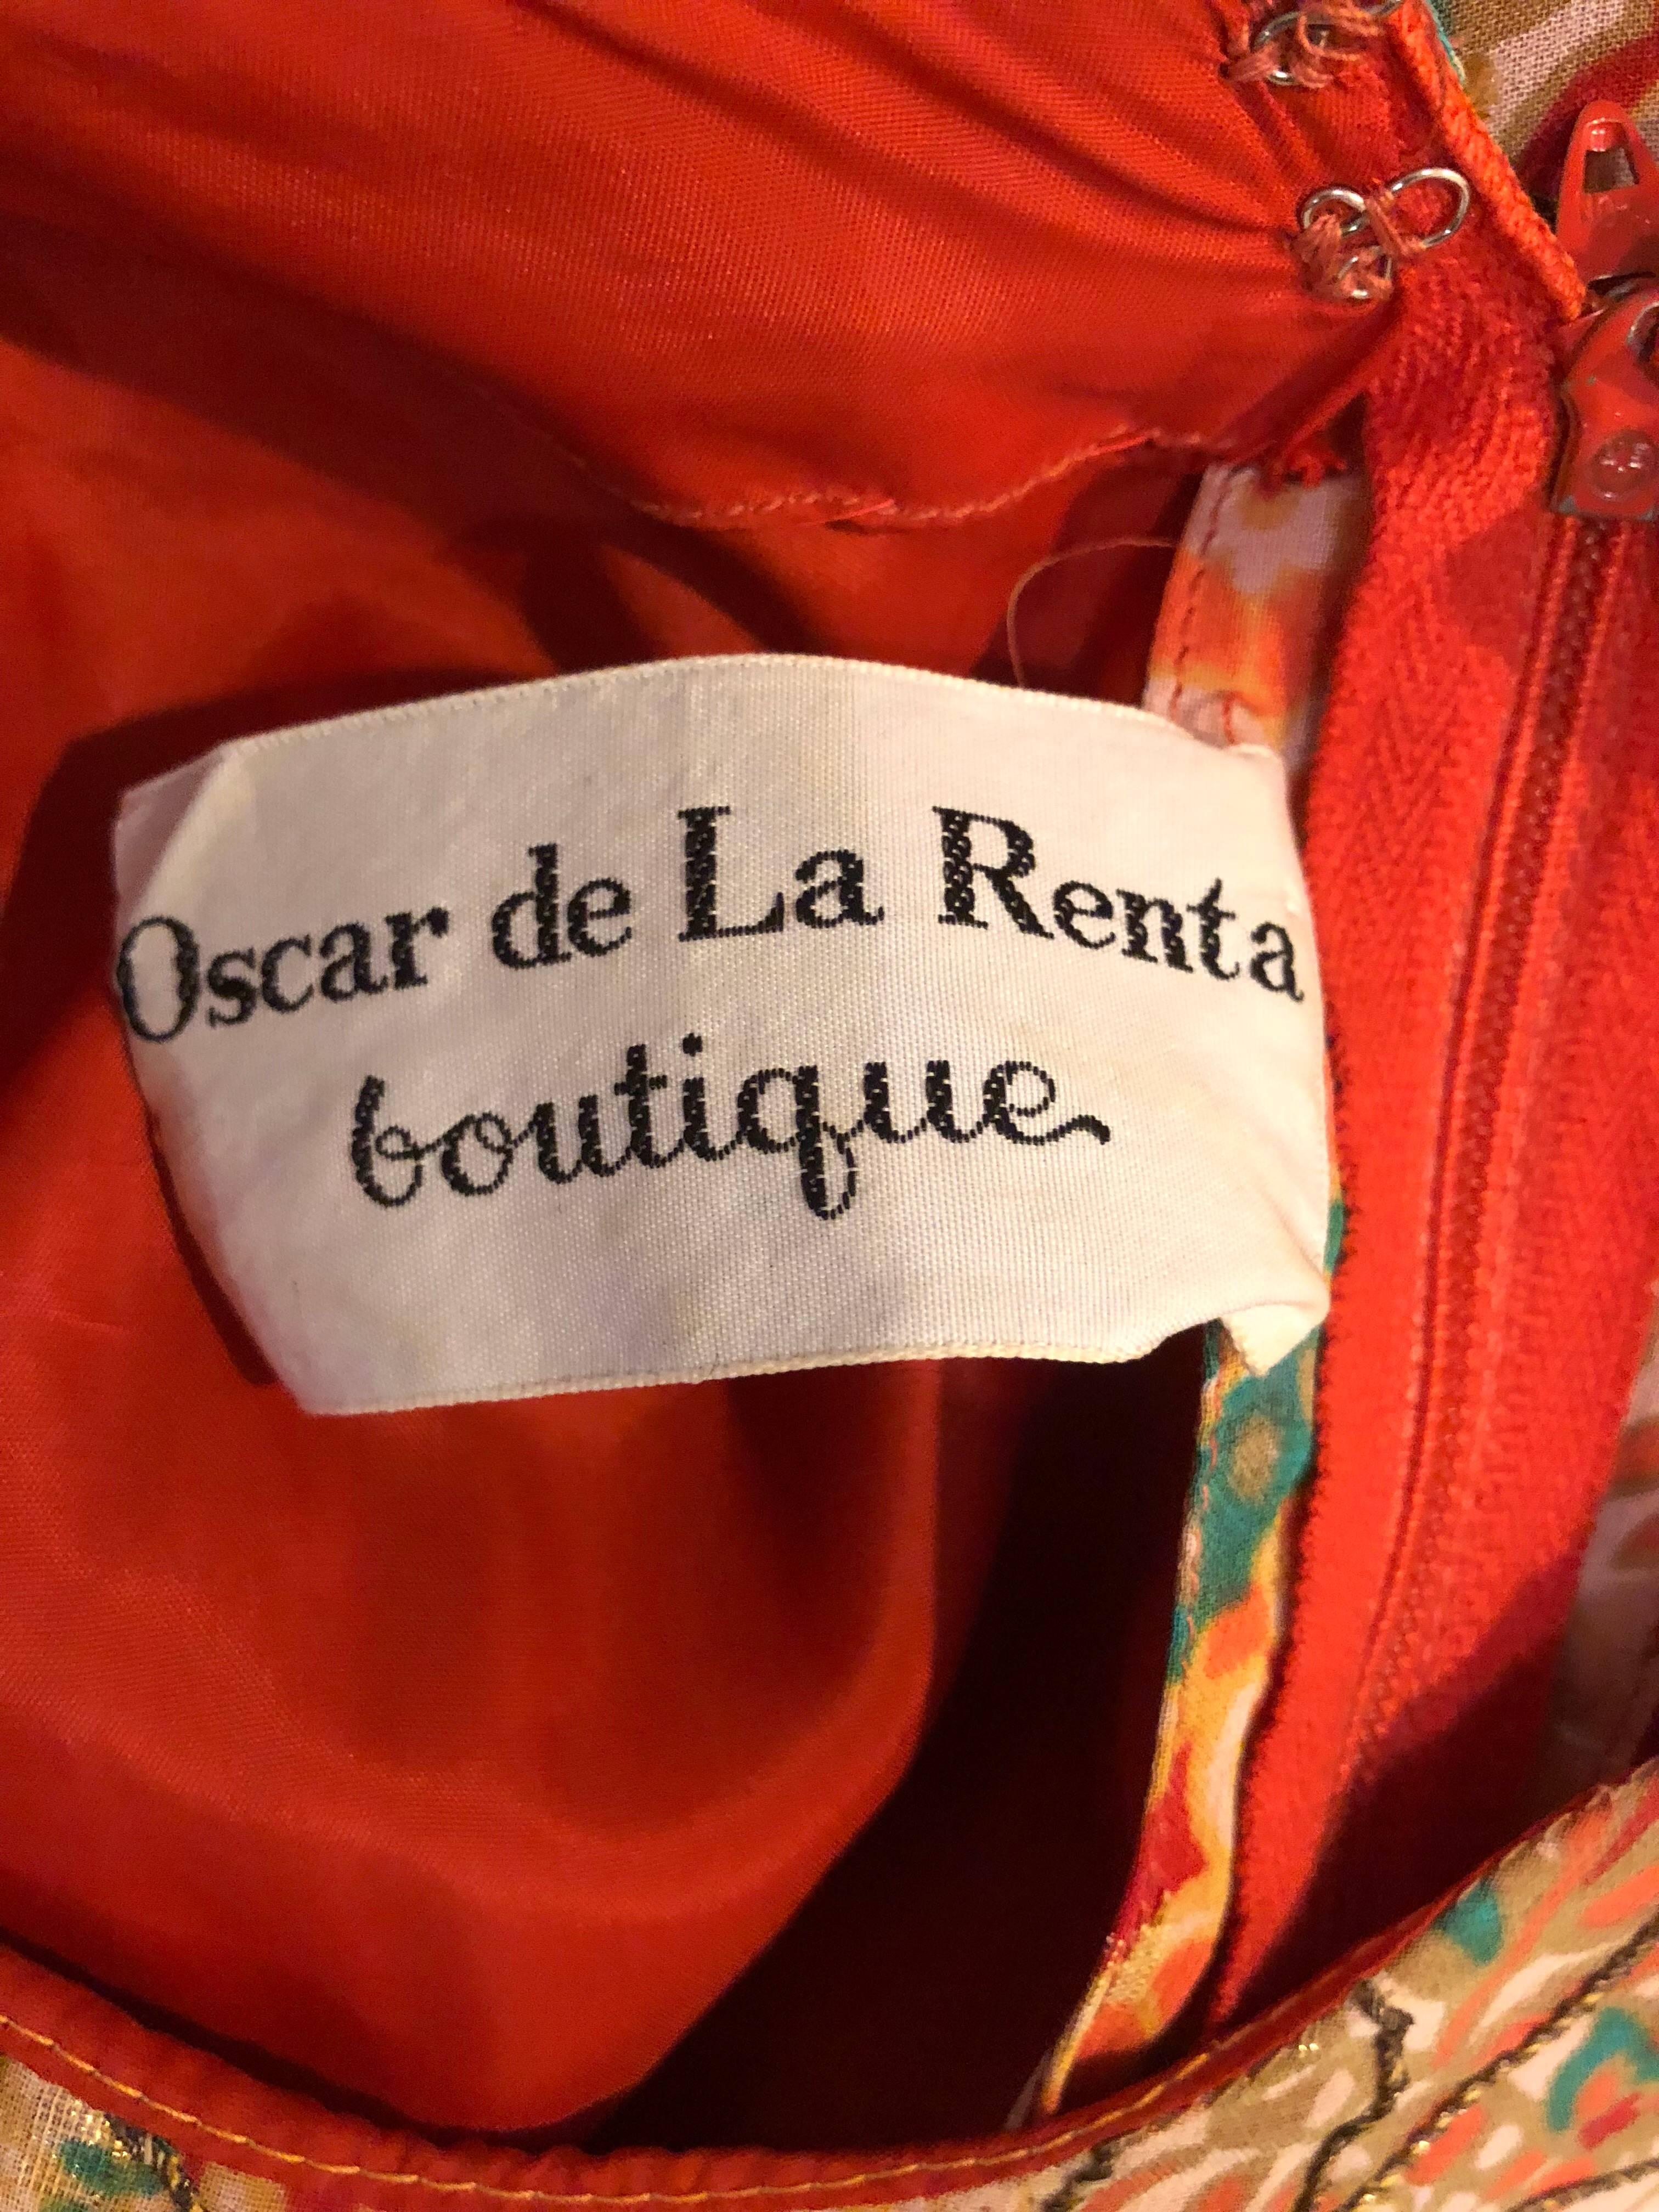 Oscar de La Renta
boutique